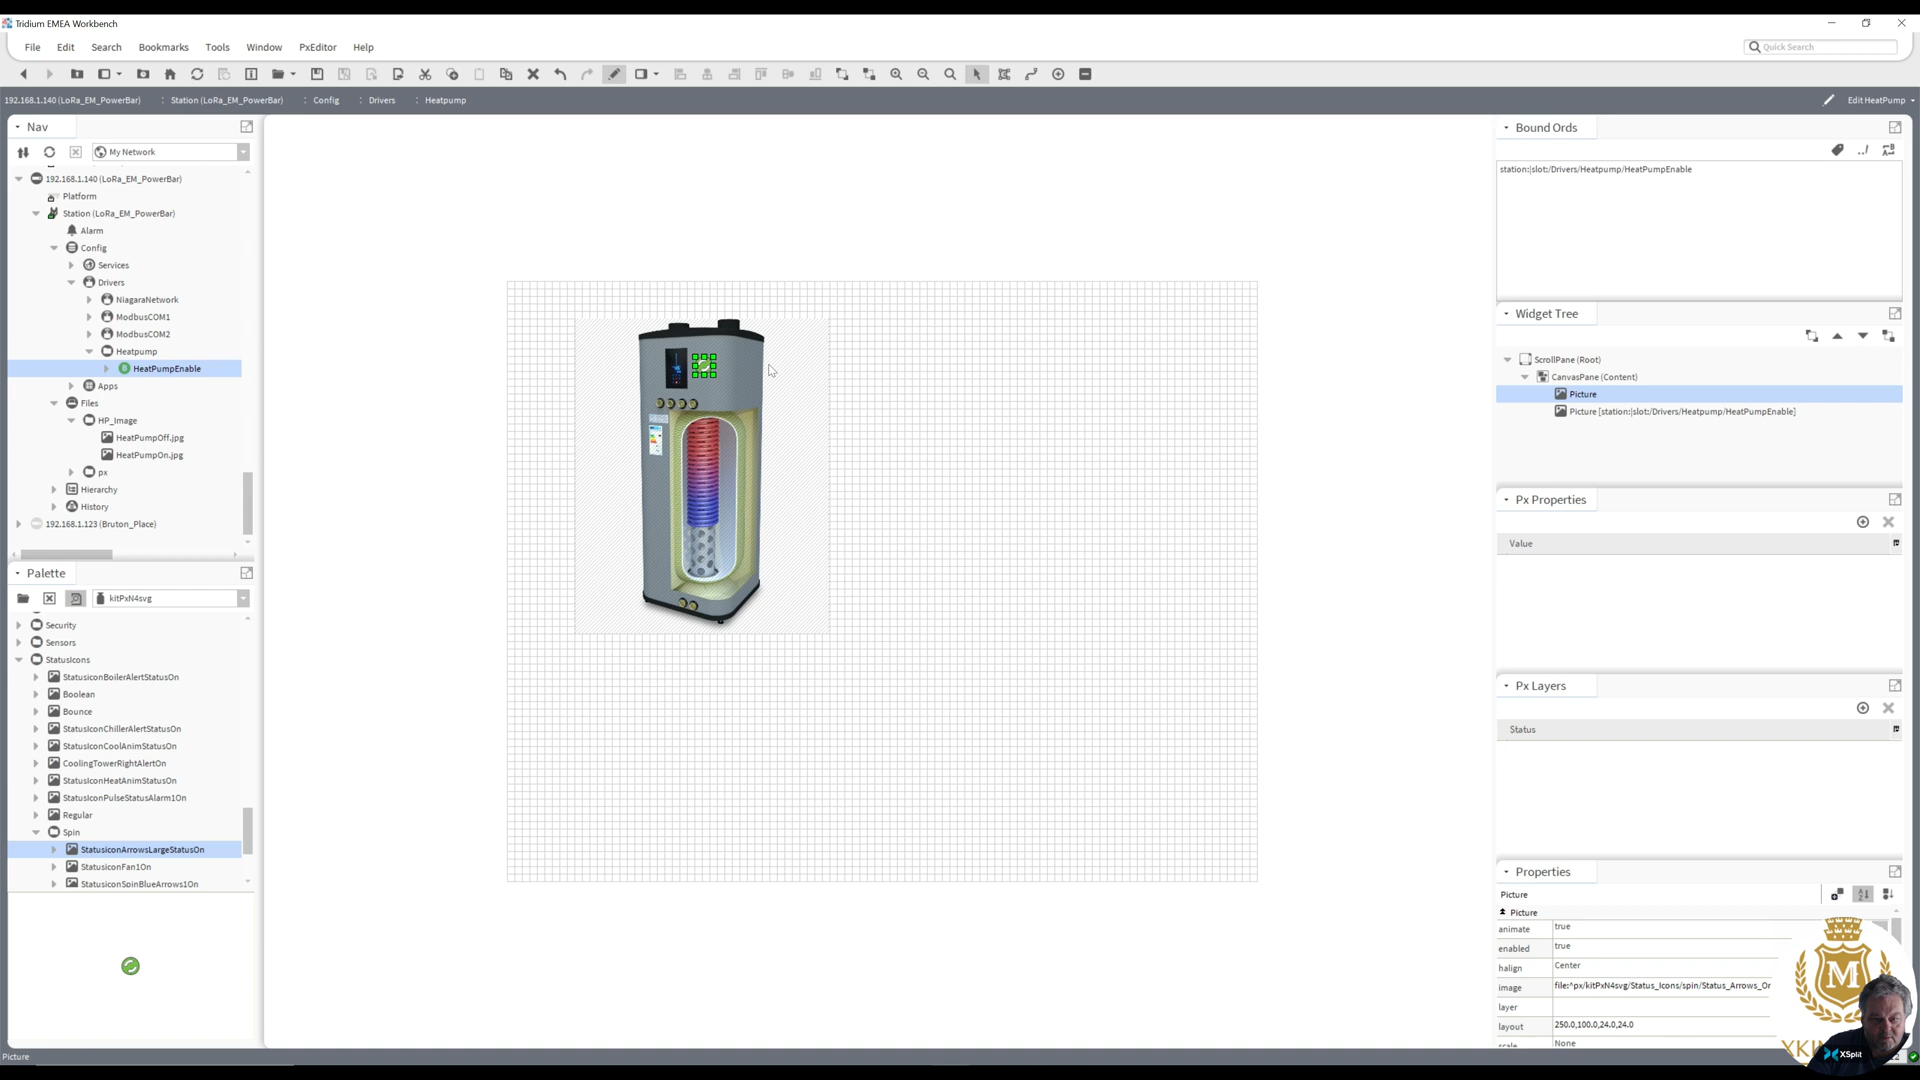 Tridium EMEA Workbench
File Edit Search Bookmarks Tools Window PxEditor Help
Quick Search
192.168.1.140 (LoRa_EM_PowerBar) : Station (LoRa_EM_PowerBar) : Config : Drivers : Heatpump
Edit HeatPump
Nav
My Network
192.168.1.140 (LoRa_EM_PowerBar)
Platform
Station (LoRa_EM_PowerBar)
Alarm
Config
Services
Drivers
NiagaraNetwork
ModbusCOM1
ModbusCOM2
Heatpump
HeatPumpEnable
Apps
Files
HP_Image
HeatPumpOff.jpg
HeatPumpOn.jpg
px
Hierarchy
History
192.168.1.123 (Bruton_Place)
Palette
kitPxN4svg
Security
Sensors
StatusIcons
StatusiconBoilerAlertStatusOn
Boolean
Bounce
StatusIconChillerAlertStatusOn
StatusIconCoolAnimStatusOn
CoolingTowerRightAlertOn
StatusIconHeatAnimStatusOn
StatusIconPulseStatusAlarm1On
Regular
Spin
StatusiconArrowsLargeStatusOn
StatusiconFan1On
StatusiconSpinBlueArrows1On
Picture
Bound Ords
station:|slot:/Drivers/Heatpump/HeatPumpEnable
Widget Tree
ScrollPane (Root)
CanvasPane (Content)
Picture
Picture [station:|slot:/Drivers/Heatpump/HeatPumpEnable]
Px Properties
Value
Px Layers
Status
Properties
Picture
Picture
animate true
enabled true
halign Center
image file:^px/kitPxN4svg/Status_Icons/spin/Status_Arrows_Or
layer
layout 250.0,100.0,24.0,24.0
scale None
M
XSplit